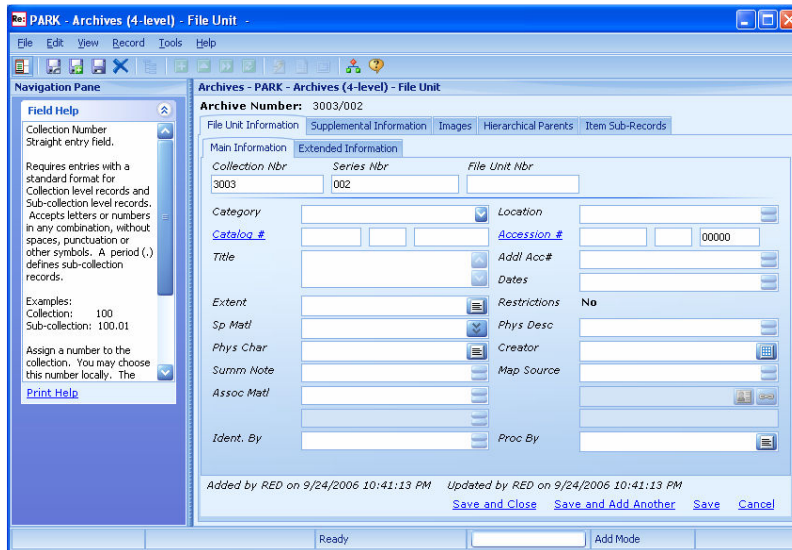 Re: PARK - Archives (4-level) - File Unit -
File Edit View Record Tools Help
Navigation Pane
Field Help
Collection Number
Straight entry field.
Requires entries with a
standard format for
Collection level records and
Sub-collection level records.
Accepts letters or numbers
in any combination, without
spaces, punctuation or
other symbols. A period (.)
defines sub-collection
records.
Examples:
Collection: 100
Sub-collection: 100.01
Assign a number to the
collection. You may choose
this number locally. The
Print Help
Archives - PARK - Archives (4-level) - File Unit
Archive Number: 3003/002
File Unit Information Supplemental Information Images Hierarchical Parents Item Sub-Records
Main Information Extended Information
Collection Nbr Series Nbr File Unit Nbr
3003 002
Category Location
Catalog # Accession # 00000
Title Addl Acc#
Dates
Extent Restrictions No
Sp Matl Phys Desc
Phys Char Creator
Summ Note Map Source
Assoc Matl
Ident. By Proc By
Added by RED on 9/24/2006 10:41:13 PM Updated by RED on 9/24/2006 10:41:13 PM
Save and Close Save and Add Another Save Cancel
Ready Add Mode